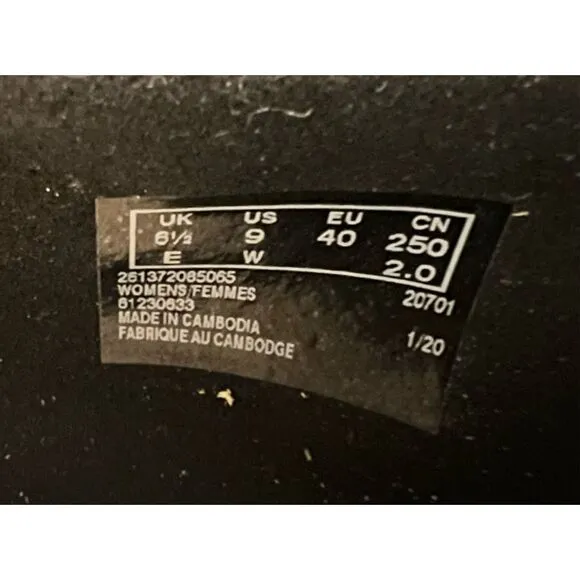 UK US EU CN
6½ 9 40 250
E W 2.0
261372065065
WOMENS/FEMMES 20701
61230633
MADE IN CAMBODIA
FABRIQUE AU CAMBODGE 1/20